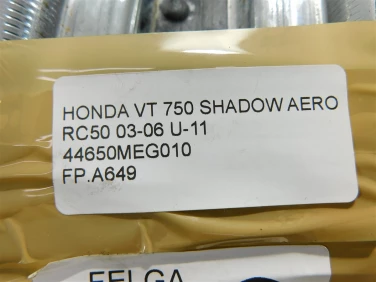 HONDA VT 750 SHADOW AERO
RC50 03-06 U-11
44650MEG010
FP.A649
FELGA